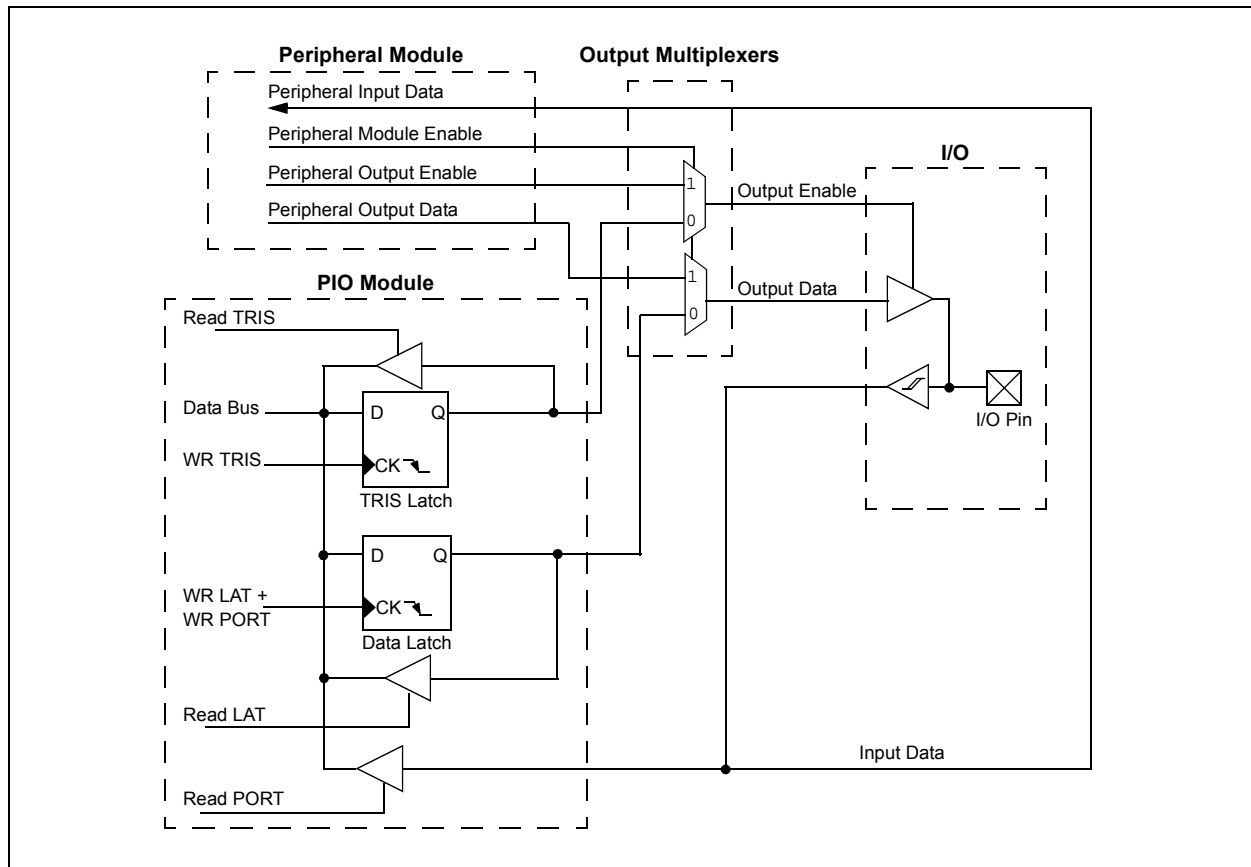 Peripheral Module
Output Multiplexers
Peripheral Input Data
Peripheral Module Enable
I/O
Peripheral Output Enable
1
Output Enable
Peripheral Output Data
0
1
PIO Module
Output Data
Read TRIS
0
Data Bus
D
Q
I/O Pin
WR TRIS
CK
TRIS Latch
D
Q
WR LAT +
WR PORT
CK
Data Latch
Read LAT
Input Data
Read PORT